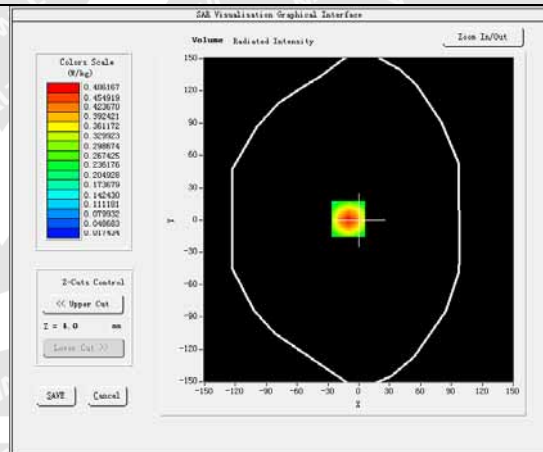 SAR Visualisation Graphical Interface
Volume Radiated Intensity
Zoom In/Out
Colors Scale
(W/kg)
0.486167
0.454919
0.423670
0.392421
0.361172
0.329923
0.298674
0.267425
0.236176
0.204928
0.173679
0.142430
0.111181
0.079932
0.048683
0.017434
Z-Cuts Control
<< Upper Cut
Z = 4.0 mm
Lower Cut >>
SAVE Cancel
150
120
90
60
30
0
-30
-60
-90
-120
-150
Y
-150 -120 -90 -60 -30 0 30 60 90 120 150
X